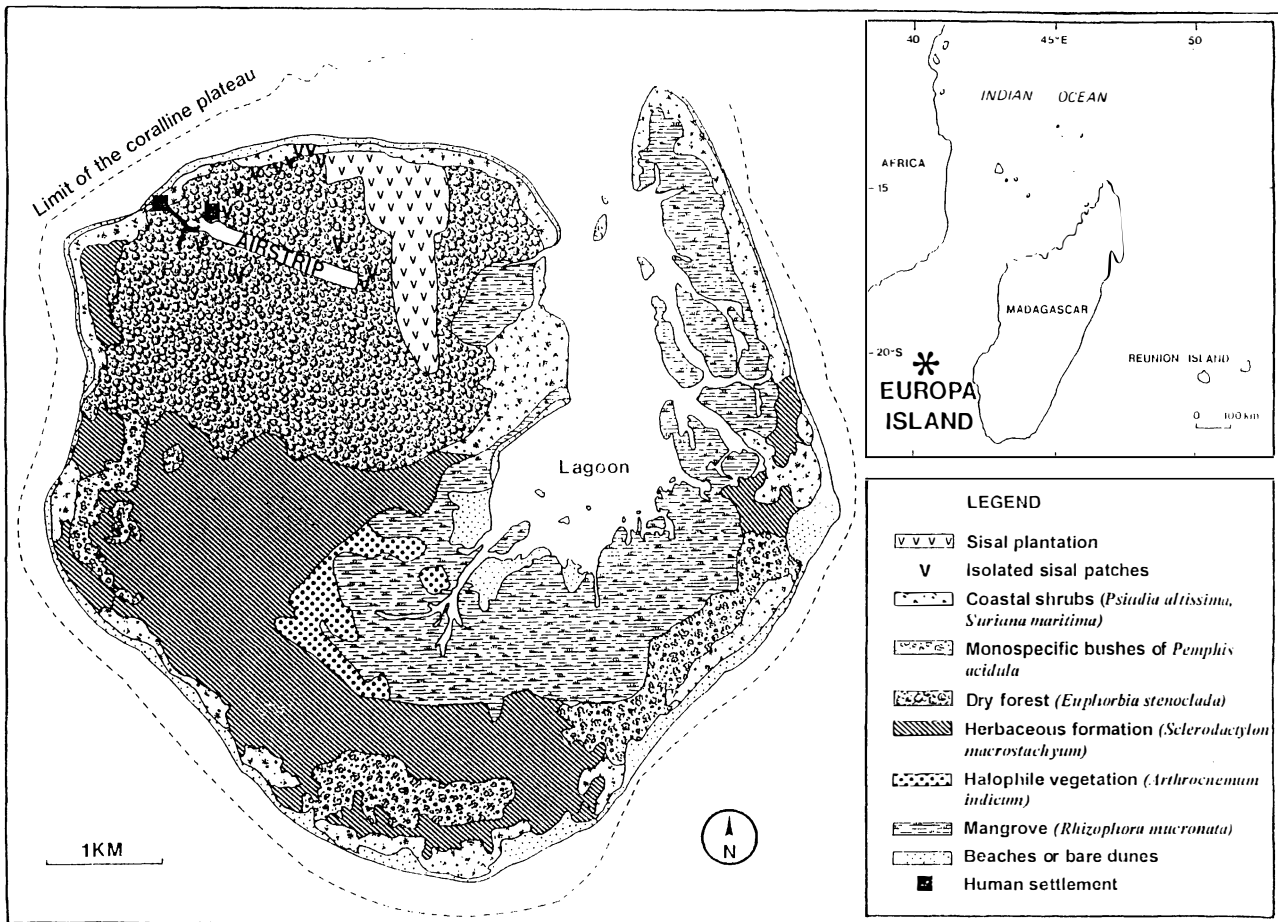 Limit of the coralline plateau
AIRSTRIP
Lagoon
1KM
N
40
45°E
50
INDIAN OCEAN
AFRICA
15
MADAGASCAR
20°S
REUNION ISLAND
EUROPA
ISLAND
0 100 km
LEGEND
V V V V Sisal plantation
V Isolated sisal patches
Coastal shrubs (Psiadia altissima,
Suriana maritima)
Monospecific bushes of Pemphis
acidula
Dry forest (Euphorbia stenoclada)
Herbaceous formation (Sclerodactylon
macrostachyum)
Halophile vegetation (Arthrocnemum
indicum)
Mangrove (Rhizophora mucronata)
Beaches or bare dunes
Human settlement